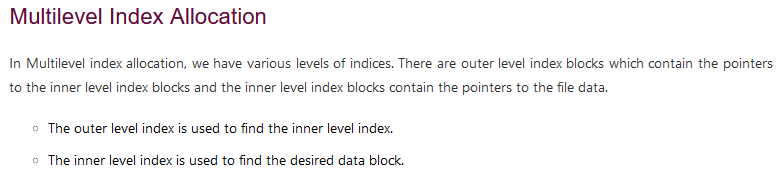 Multilevel Index Allocation
In Multilevel index allocation, we have various levels of indices. There are outer level index blocks which contain the pointers
to the inner level index blocks and the inner level index blocks contain the pointers to the file data.
The outer level index is used to find the inner level index.
The inner level index is used to find the desired data block.